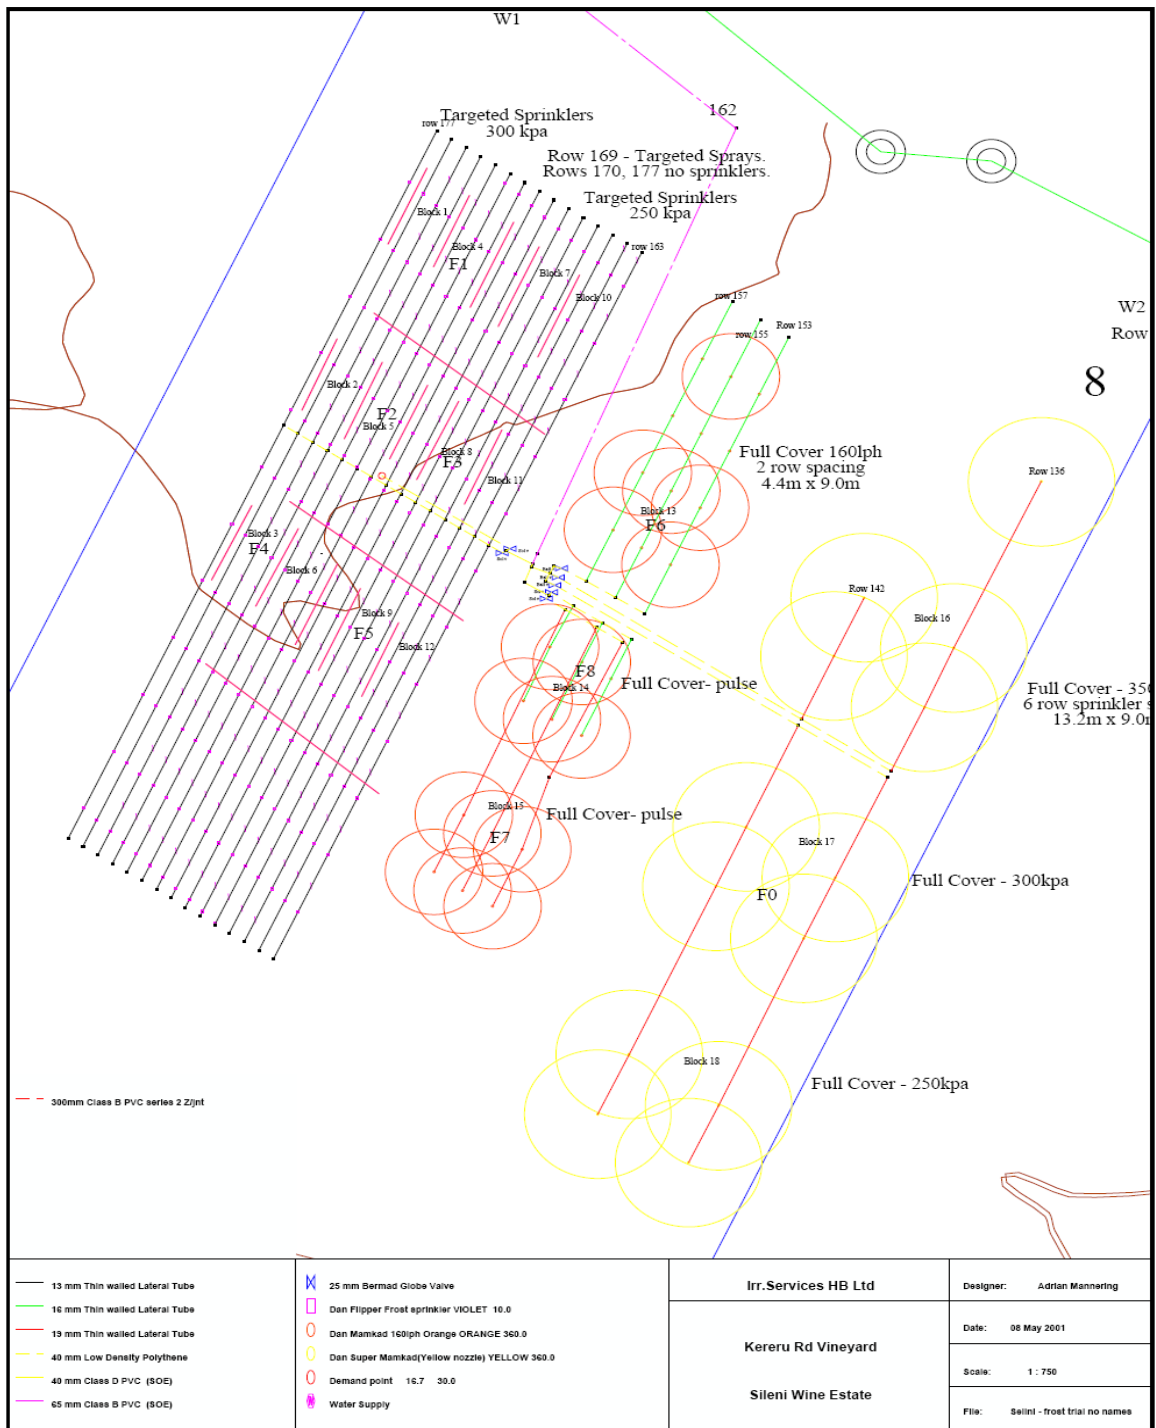 W1
162
Targeted Sprinklers
300 kpa
row 177
Row 169 - Targeted Sprays.
Rows 170, 177 no sprinklers.
Targeted Sprinklers
250 kpa
row 163
Block 1
Block 4
F1
Block 7
Block 10
row 157
row 155
Row 153
W2
Row
8
Block 2
F2
Block 5
Block 8
F3
Block 11
Full Cover 160lph
2 row spacing
4.4m x 9.0m
Row 136
Block 13
F6
Block 3
F4
Block 6
Block 9
F5
Block 12
Row 142
Block 16
F8
Block 14
Full Cover- pulse
Full Cover - 350
6 row sprinkler s
13.2m x 9.0m
Block 15
F7
Full Cover- pulse
Block 17
F0
Full Cover - 300kpa
Block 18
Full Cover - 250kpa
300mm Class B PVC series 2 Z/jnt
13 mm Thin walled Lateral Tube
16 mm Thin walled Lateral Tube
19 mm Thin walled Lateral Tube
40 mm Low Density Polythene
40 mm Class D PVC (SOE)
65 mm Class B PVC (SOE)
25 mm Bermad Globe Valve
Dan Flipper Frost sprinkler VIOLET 10.0
Dan Mamkad 160lph Orange ORANGE 360.0
Dan Super Mamkad(Yellow nozzle) YELLOW 360.0
Demand point 16.7 30.0
Water Supply
Irr.Services HB Ltd
Kereru Rd Vineyard
Sileni Wine Estate
Designer: Adrian Mannering
Date: 08 May 2001
Scale: 1 : 750
File: Selini - frost trial no names